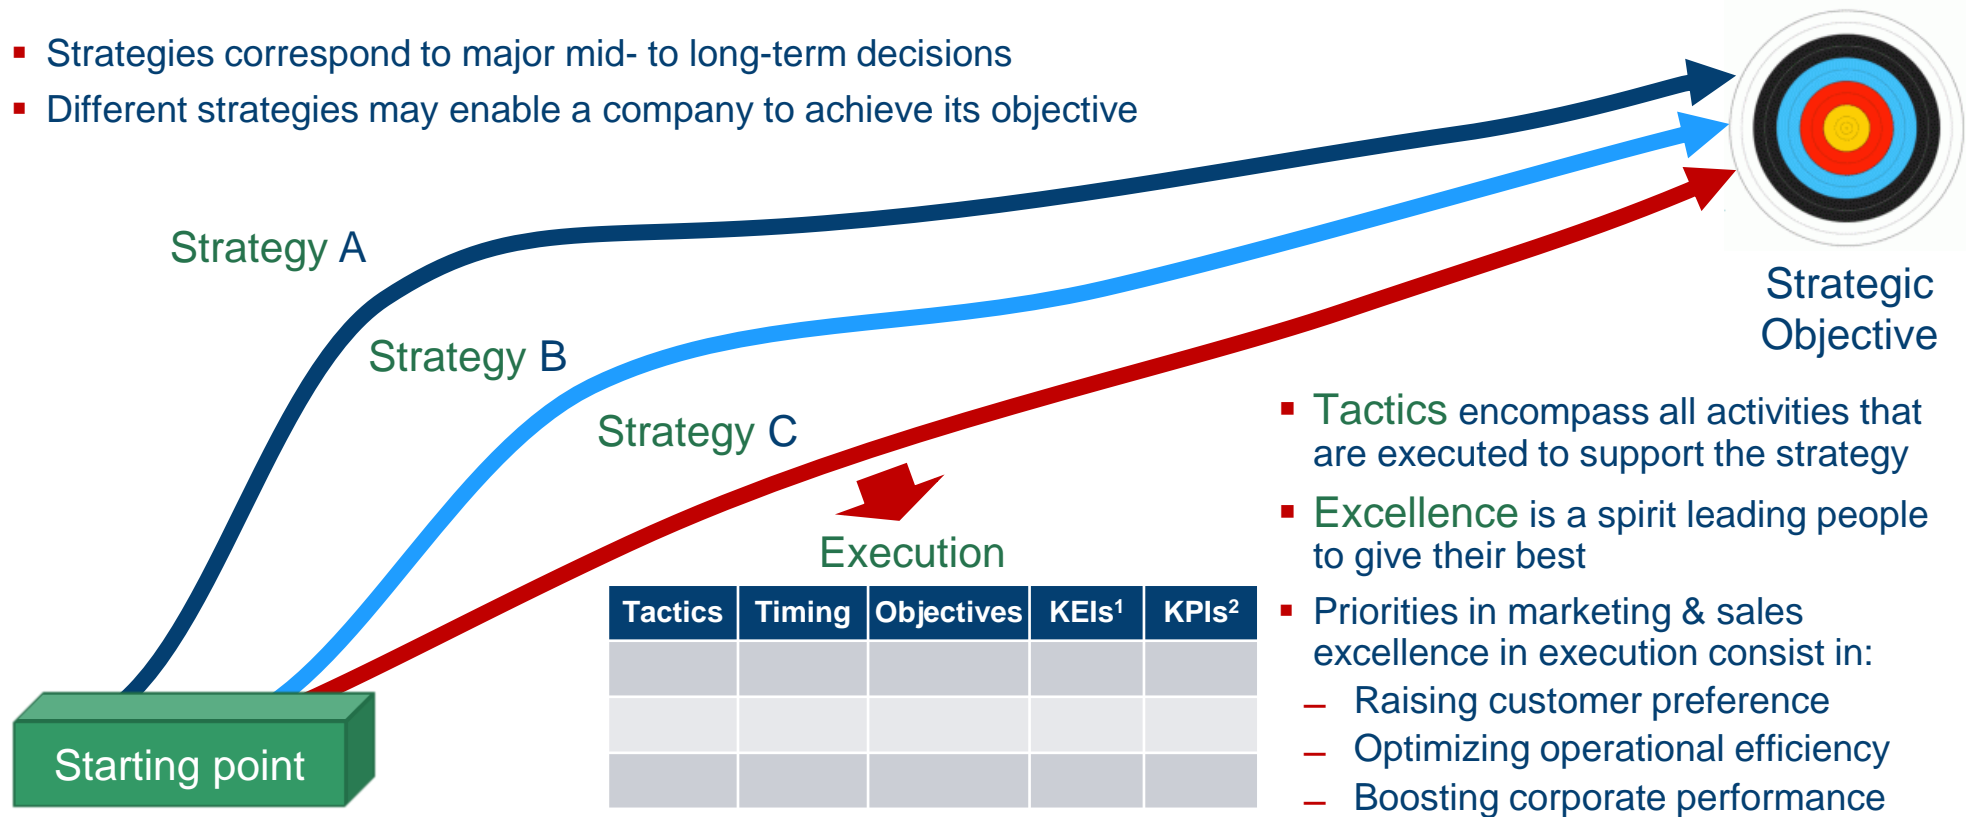 ▪ Strategies correspond to major mid- to long-term decisions
▪ Different strategies may enable a company to achieve its objective
Strategy A
Strategy B
Strategy C
Strategic
Objective
Starting point
Execution
Tactics Timing Objectives KEIs¹ KPIs²
▪ Tactics encompass all activities that
are executed to support the strategy
▪ Excellence is a spirit leading people
to give their best
▪ Priorities in marketing & sales
excellence in execution consist in:
– Raising customer preference
– Optimizing operational efficiency
– Boosting corporate performance